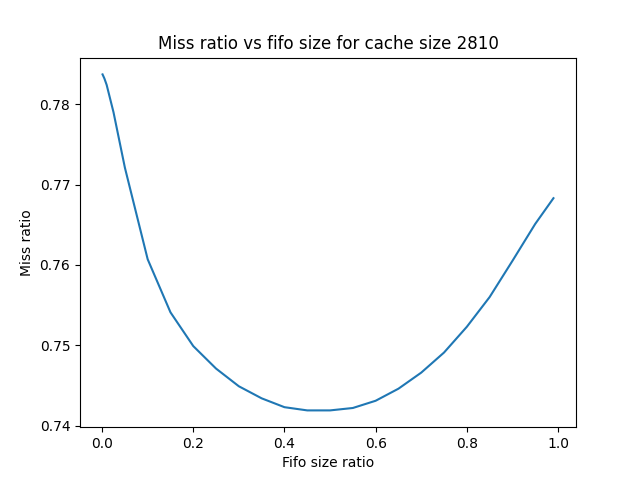 Miss ratio vs fifo size for cache size 2810
0.78
0.77
0.76
0.75
0.74
Miss ratio
0.0 0.2 0.4 0.6 0.8 1.0
Fifo size ratio